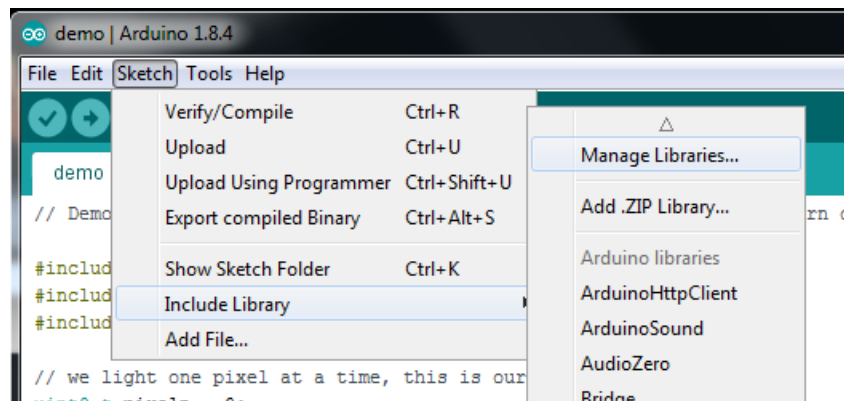 demo | Arduino 1.8.4
File Edit Sketch Tools Help
Verify/Compile Ctrl+R
Upload Ctrl+U
Upload Using Programmer Ctrl+Shift+U
Export compiled Binary Ctrl+Alt+S
Show Sketch Folder Ctrl+K
Include Library
Add File...
Manage Libraries...
Add .ZIP Library...
Arduino libraries
ArduinoHttpClient
ArduinoSound
AudioZero
Bridge
demo
// Demo
#includ
#includ
#includ
// we light one pixel at a time, this is our